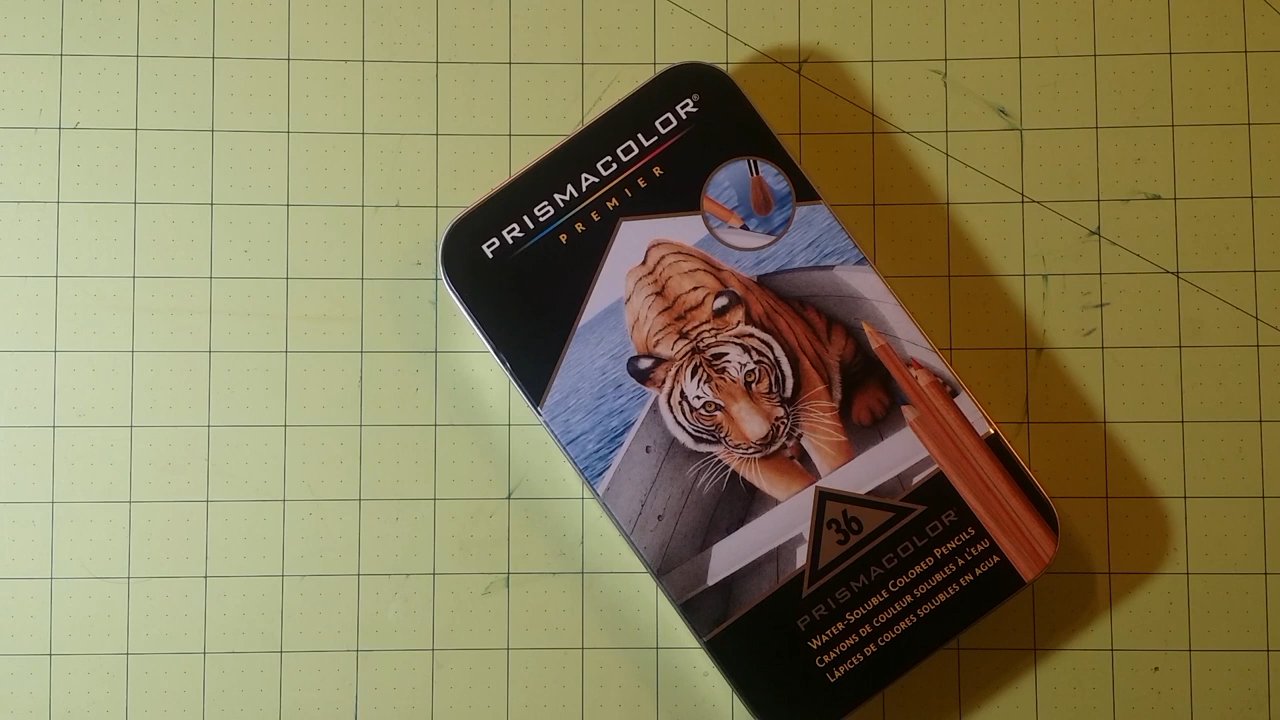 PRISMACOLOR®
PREMIER
36
PRISMACOLOR
WATER-SOLUBLE COLORED PENCILS
CRAYONS DE COULEUR SOLUBLES À L'EAU
LÁPICES DE COLORES SOLUBLES EN AGUA